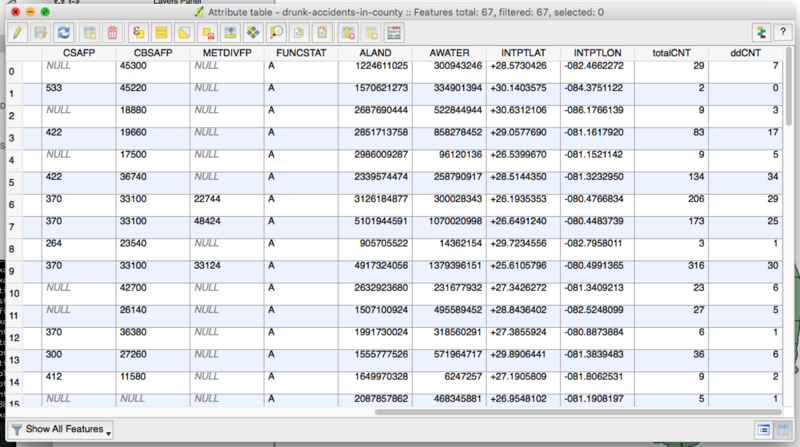 Layers Panel
Attribute table - drunk-accidents-in-county :: Features total: 67, filtered: 67, selected: 0
CSAFP CBSAFP METDIVFP FUNCSTAT ALAND AWATER INTPTLAT INTPTLON totalCNT ddCNT
0 NULL 45300 NULL A 1224611025 300943246 +28.5730426 -082.4662272 29 7
1 533 45220 NULL A 1570621273 334901394 +30.1403575 -084.3751122 2 0
2 NULL 18880 NULL A 2687690444 522844944 +30.6312106 -086.1766139 9 3
3 422 19660 NULL A 2851713758 858278452 +29.0577690 -081.1617920 83 17
4 NULL 17500 NULL A 2986009287 96120136 +26.5399670 -081.1521142 9 5
5 422 36740 NULL A 2339574474 258790917 +28.5144350 -081.3232950 134 34
6 370 33100 22744 A 3126184877 300028343 +26.1935353 -080.4766834 206 29
7 370 33100 48424 A 5101944591 1070020998 +26.6491240 -080.4483739 173 25
8 264 23540 NULL A 905705522 14362154 +29.7234556 -082.7958011 3 1
9 370 33100 33124 A 4917324056 1379396151 +25.6105796 -080.4991365 316 30
10 NULL 42700 NULL A 2632923680 231677932 +27.3426272 -081.3409213 23 6
11 NULL 26140 NULL A 1507100924 495589452 +28.8436402 -082.5248099 27 5
12 370 36380 NULL A 1991730024 318560291 +27.3855924 -080.8873884 6 1
13 300 27260 NULL A 1555777526 571964717 +29.8906441 -081.3839483 36 6
14 412 11580 NULL A 1649970328 6247257 +27.1905809 -081.8062531 9 2
15 NULL NULL NULL A 2087857862 468345881 +26.9548102 -081.1908197 5 1
Show All Features